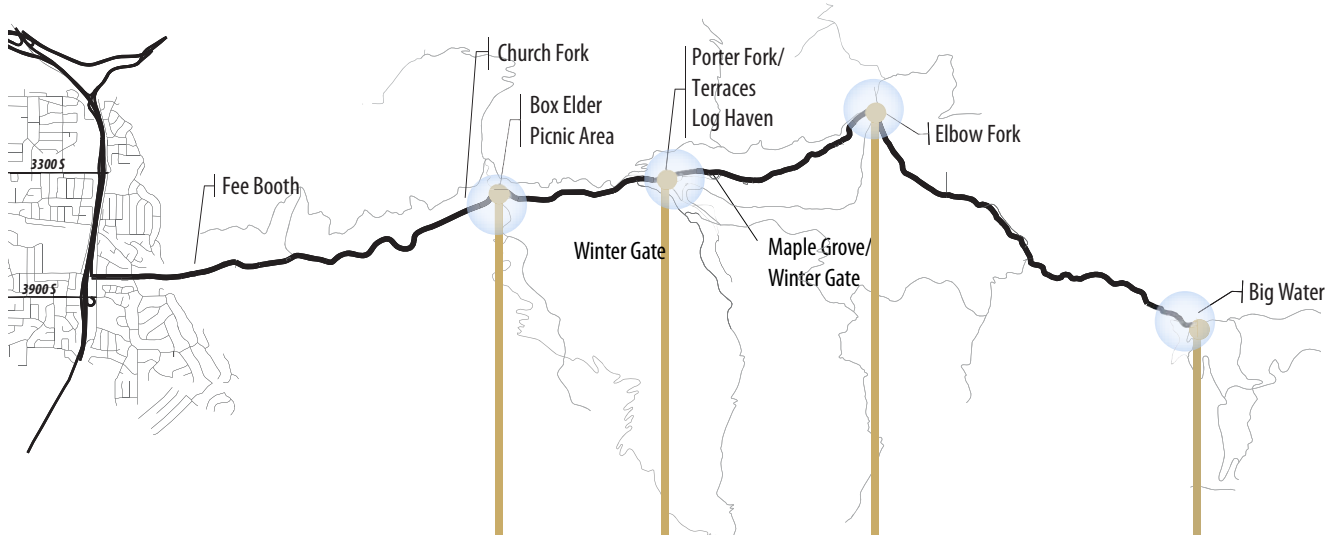 Church Fork
Porter Fork/
Terraces
Log Haven
Box Elder
Picnic Area
Elbow Fork
3300 S
Fee Booth
Winter Gate
Maple Grove/
Winter Gate
3900 S
Big Water